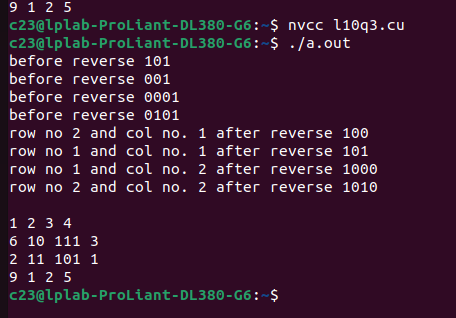 9 1 2 5
c23@lplab-ProLiant-DL380-G6:~$ nvcc l10q3.cu
c23@lplab-ProLiant-DL380-G6:~$ ./a.out
before reverse 101
before reverse 001
before reverse 0001
before reverse 0101
row no 2 and col no. 1 after reverse 100
row no 1 and col no. 1 after reverse 101
row no 1 and col no. 2 after reverse 1000
row no 2 and col no. 2 after reverse 1010
1 2 3 4
6 10 111 3
2 11 101 1
9 1 2 5
c23@lplab-ProLiant-DL380-G6:~$